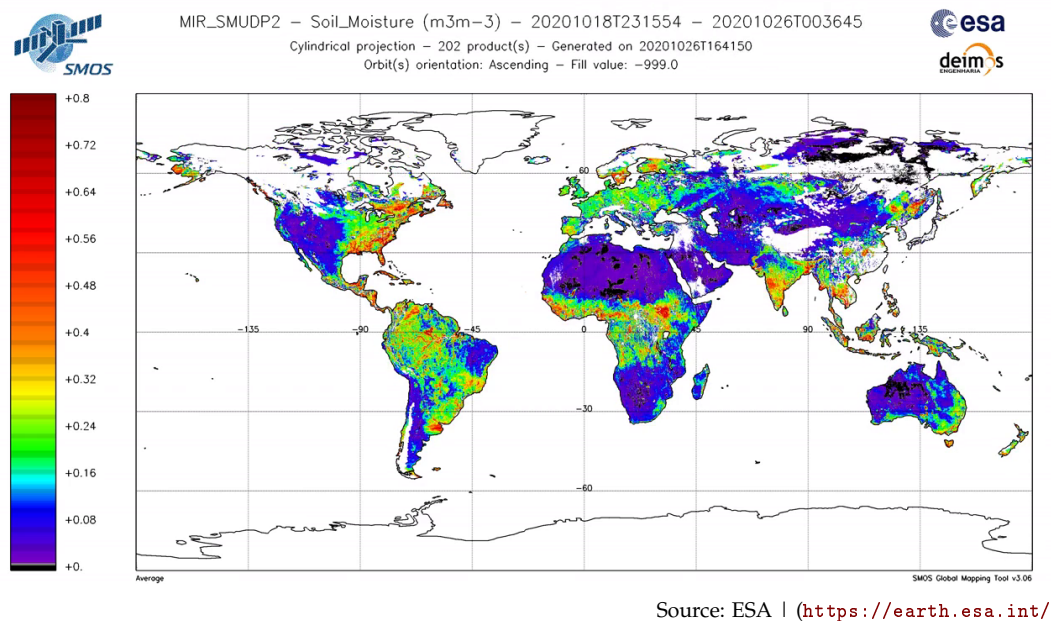 MIR_SMUDP2 – Soil_Moisture (m3m-3) – 20201018T231554 – 20201026T003645
Cylindrical projection – 202 product(s) – Generated on 20201026T164150
Orbit(s) orientation: Ascending – Fill value: -999.0
SMOS
esa
deimos
ENGENHARIA
+0.8
+0.72
+0.64
+0.56
+0.48
+0.4
+0.32
+0.24
+0.16
+0.08
+0.
60
-135
-90
-45
0
45
90
135
-30
-60
Average
SMOS Global Mapping Tool v3.06
Source: ESA | (https://earth.esa.int/